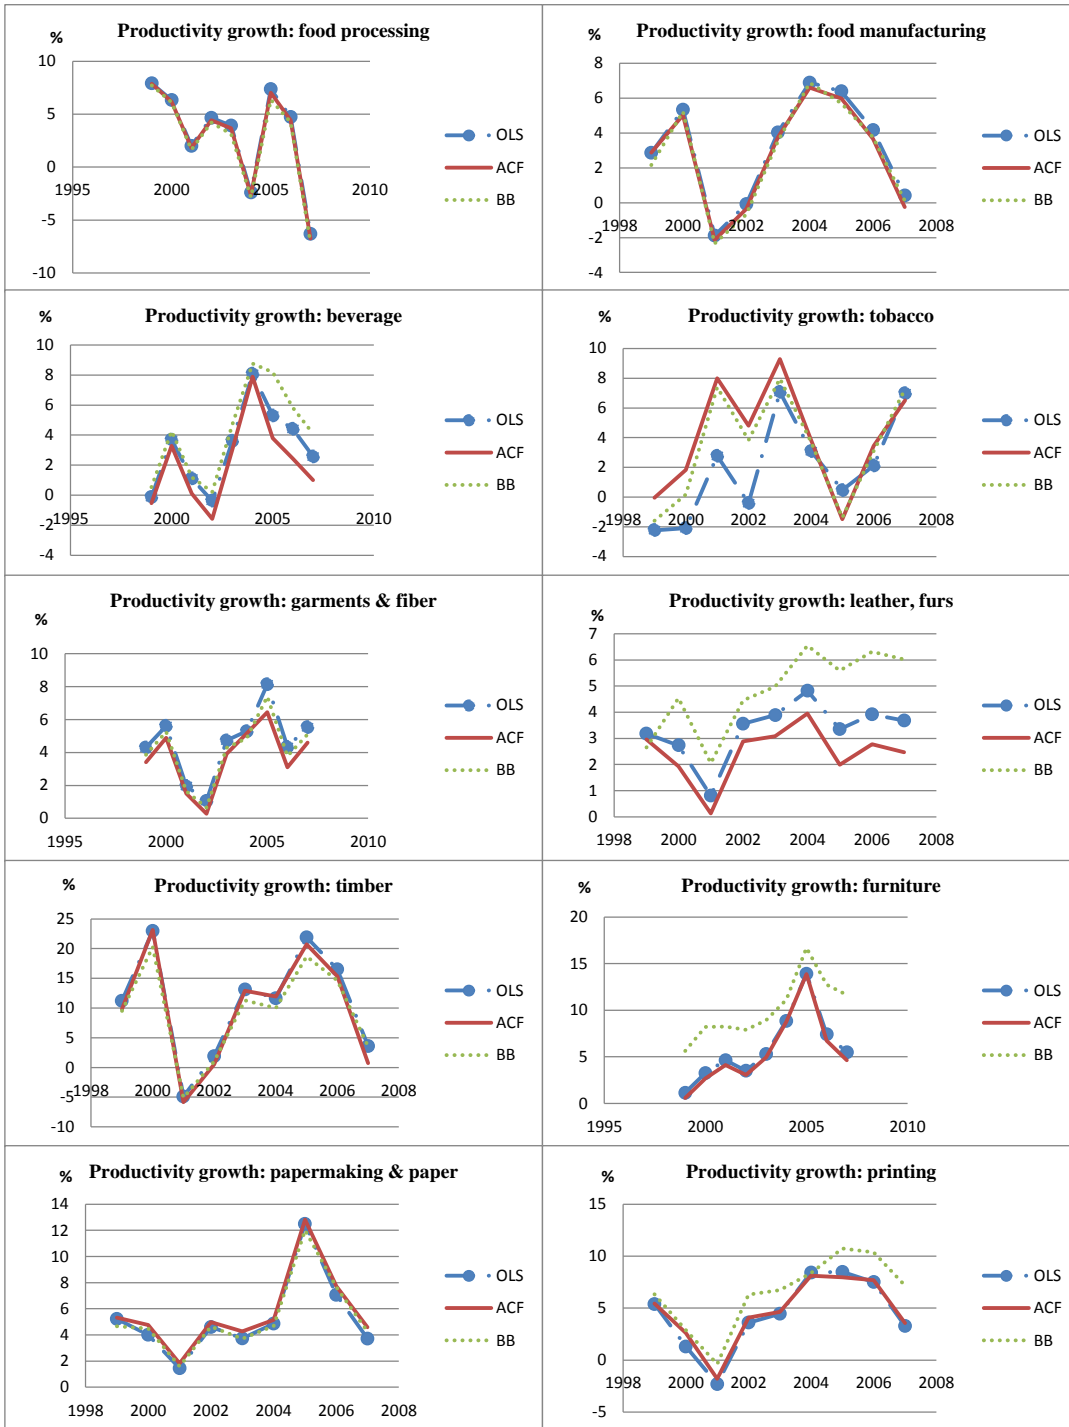 Productivity growth: food processing
%
10
5
0
-5
-10
1995 2000 2005 2010
OLS
ACF
BB
Productivity growth: food manufacturing
%
8
6
4
2
0
-2
-4
1998 2000 2002 2004 2006 2008
OLS
ACF
BB
Productivity growth: beverage
%
10
8
6
4
2
0
-2
-4
1995 2000 2005 2010
OLS
ACF
BB
Productivity growth: tobacco
%
10
8
6
4
2
0
-2
-4
1998 2000 2002 2004 2006 2008
OLS
ACF
BB
Productivity growth: garments & fiber
%
10
8
6
4
2
0
1995 2000 2005 2010
OLS
ACF
BB
Productivity growth: leather, furs
%
7
6
5
4
3
2
1
0
1998 2000 2002 2004 2006 2008
OLS
ACF
BB
Productivity growth: timber
%
25
20
15
10
5
0
-5
-10
1998 2000 2002 2004 2006 2008
OLS
ACF
BB
Productivity growth: furniture
%
20
15
10
5
0
1995 2000 2005 2010
OLS
ACF
BB
Productivity growth: papermaking & paper
%
14
12
10
8
6
4
2
0
1998 2000 2002 2004 2006 2008
OLS
ACF
BB
Productivity growth: printing
%
15
10
5
0
-5
1998 2000 2002 2004 2006 2008
OLS
ACF
BB